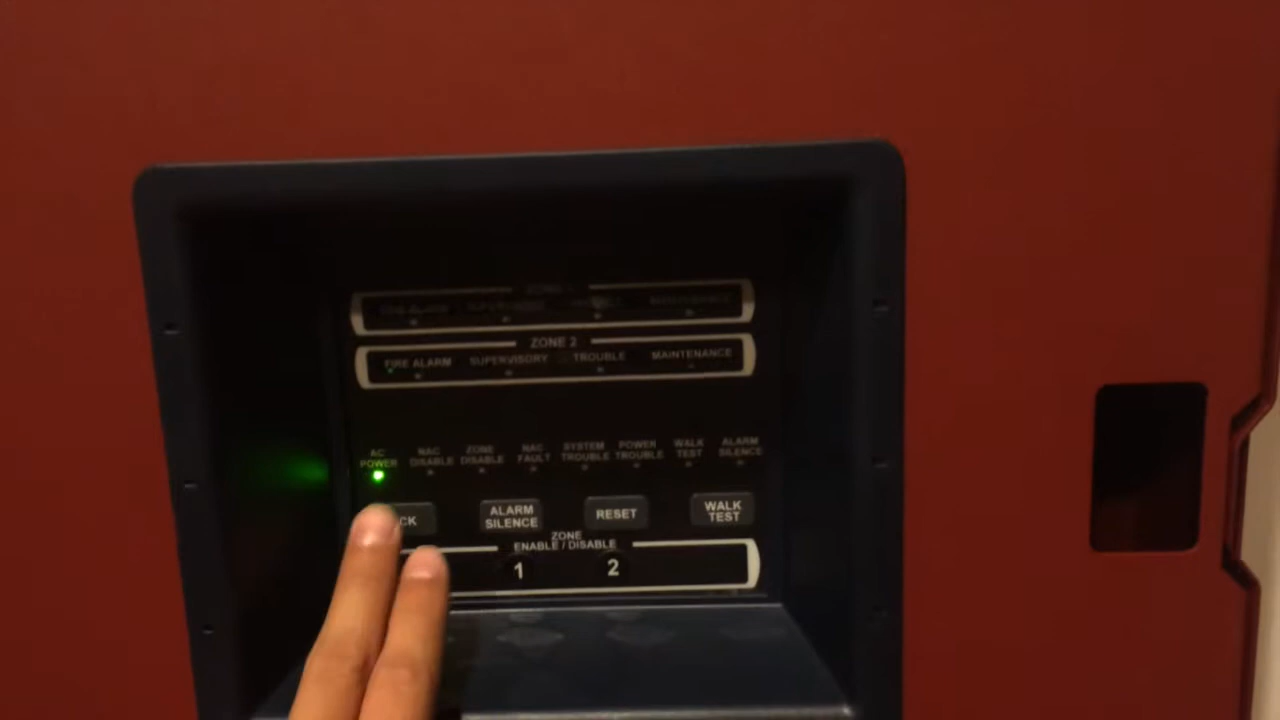 ZONE 2
FIRE ALARM SUPERVISORY TROUBLE MAINTENANCE
AC POWER
NAC DISABLE
ZONE DISABLE
NAC FAULT
SYSTEM TROUBLE
POWER TROUBLE
WALK TEST
ALARM SILENCE
CK
ALARM SILENCE
RESET
WALK TEST
ZONE
ENABLE / DISABLE
1 2